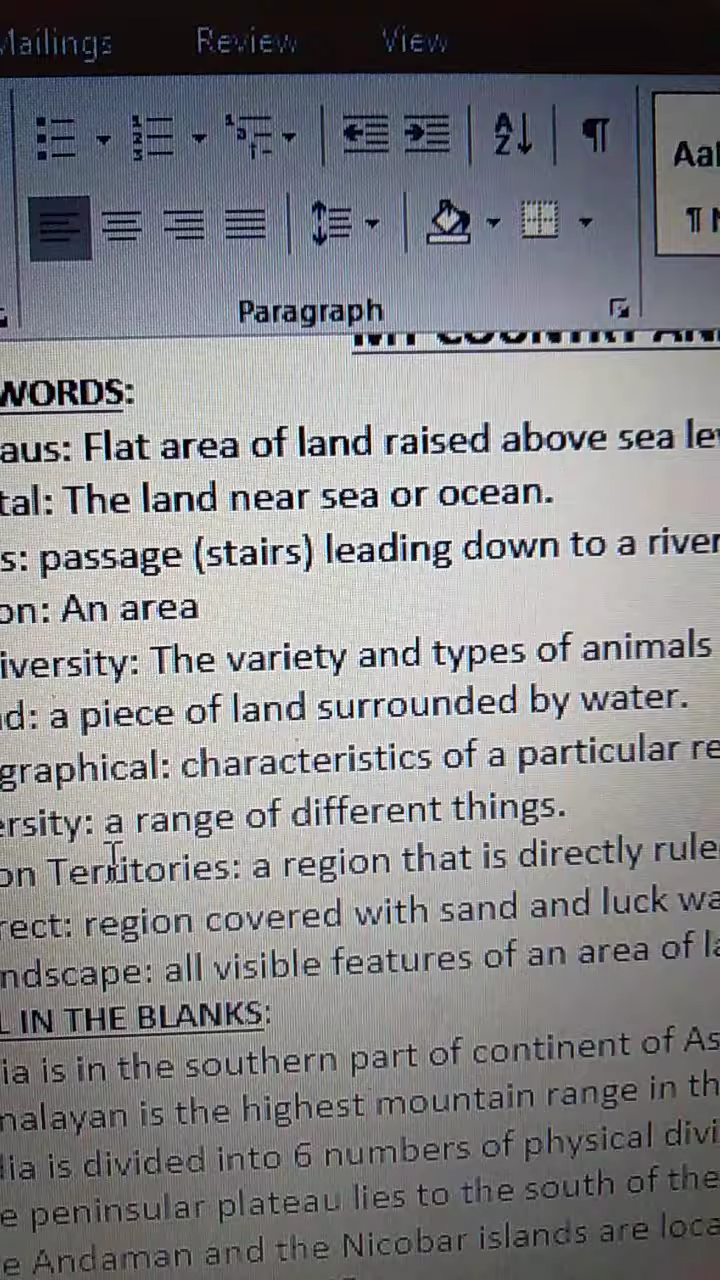 Mailings Review View
Paragraph
WORDS:
aus: Flat area of land raised above sea le
tal: The land near sea or ocean.
s: passage (stairs) leading down to a river
on: An area
iversity: The variety and types of animals
nd: a piece of land surrounded by water.
graphical: characteristics of a particular re
ersity: a range of different things.
on Territories: a region that is directly rule
rect: region covered with sand and luck wa
ndscape: all visible features of an area of la
L IN THE BLANKS:
ia is in the southern part of continent of As
malayan is the highest mountain range in th
dia is divided into 6 numbers of physical divi
e peninsular plateau lies to the south of the
e Andaman and the Nicobar islands are loca